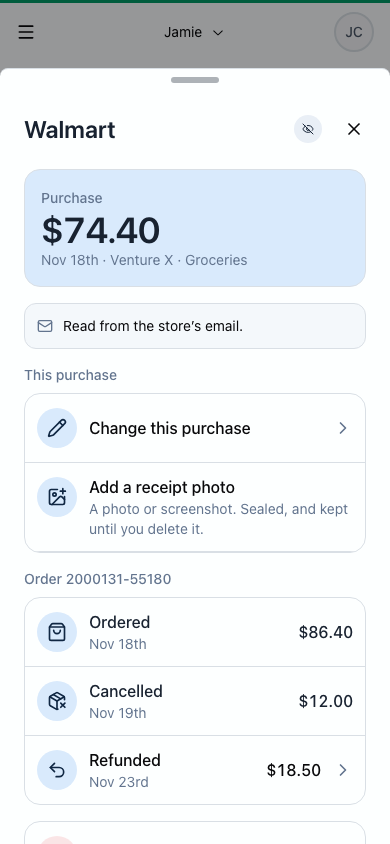 Jamie
JC
Walmart
Purchase
$74.40
Nov 18th · Venture X · Groceries
Read from the store’s email.
This purchase
Change this purchase
Add a receipt photo
A photo or screenshot. Sealed, and kept
until you delete it.
Order 2000131-55180
Ordered
$86.40
Nov 18th
Cancelled
$12.00
Nov 19th
Refunded
$18.50
Nov 23rd